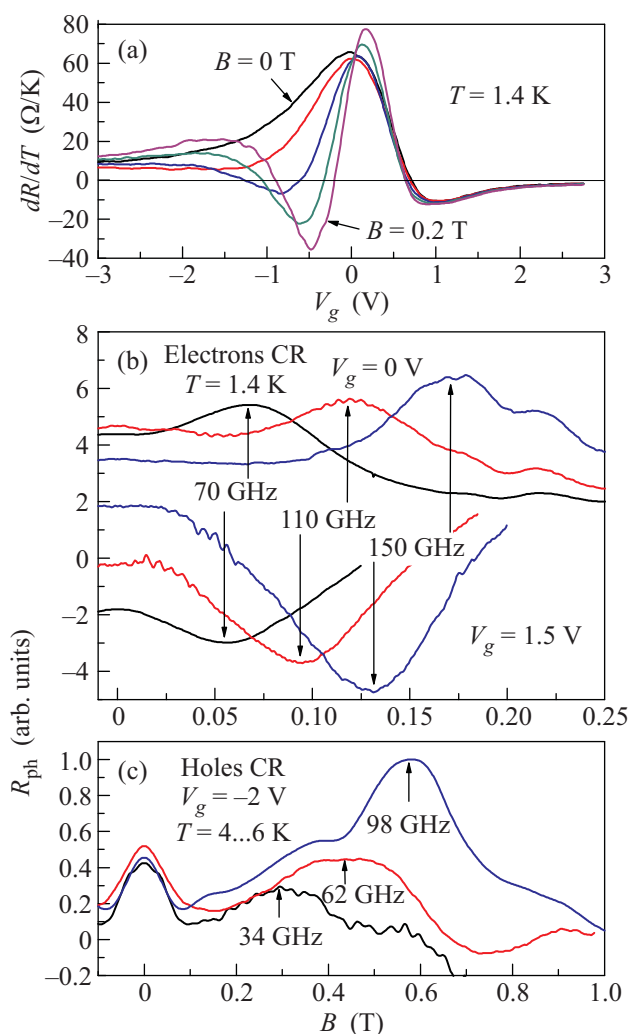 (a)
80
60
40
20
0
−20
−40
dR/dT (Ω/K)
B = 0 T
T = 1.4 K
B = 0.2 T
−3 −2 −1 0 1 2 3
V_g (V)
(b) Electrons CR
T = 1.4 K
V_g = 0 V
8
6
4
2
0
−2
−4
70 GHz
110 GHz
150 GHz
V_g = 1.5 V
0 0.05 0.10 0.15 0.20 0.25
R_ph (arb. units)
(c) Holes CR
V_g = −2 V
T = 4...6 K
1.0
0.8
0.6
0.4
0.2
0
−0.2
98 GHz
62 GHz
34 GHz
0 0.2 0.4 0.6 0.8 1.0
B (T)